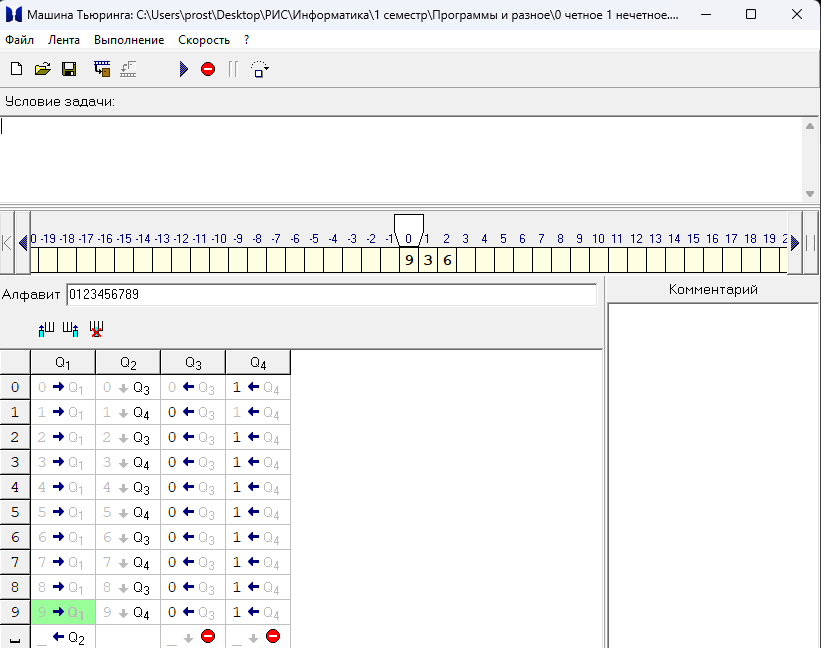 Машина Тьюринга: C:\Users\prost\Desktop\РИС\Информатика\1 семестр\Программы и разное\0 четное 1 нечетное....
Файл Лента Выполнение Скорость ?
Условие задачи:
0 -19 -18 -17 -16 -15 -14 -13 -12 -11 -10 -9 -8 -7 -6 -5 -4 -3 -2 -1 0 1 2 3 4 5 6 7 8 9 10 11 12 13 14 15 16 17 18 19 2
9 3 6
Алфавит 0123456789
Комментарий
Q1 Q2 Q3 Q4
0 0 → Q1 0 ↓ Q3 0 ← Q3 1 ← Q4
1 1 → Q1 1 ↓ Q4 0 ← Q3 1 ← Q4
2 2 → Q1 2 ↓ Q3 0 ← Q3 1 ← Q4
3 3 → Q1 3 ↓ Q4 0 ← Q3 1 ← Q4
4 4 → Q1 4 ↓ Q3 0 ← Q3 1 ← Q4
5 5 → Q1 5 ↓ Q4 0 ← Q3 1 ← Q4
6 6 → Q1 6 ↓ Q3 0 ← Q3 1 ← Q4
7 7 → Q1 7 ↓ Q4 0 ← Q3 1 ← Q4
8 8 → Q1 8 ↓ Q3 0 ← Q3 1 ← Q4
9 9 → Q1 9 ↓ Q4 0 ← Q3 1 ← Q4
_ _ ← Q2 _ ↓ _ ↓